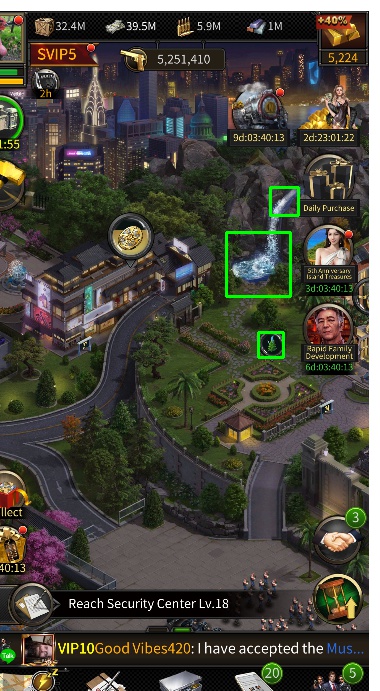 32.4M 39.5M 5.9M 1M +40%
SVIP5 5,251,410 5,224
2h
9d:03:40:13 2d:23:01:22
1:55
Daily Purchase
5th Anniversary
Island Treasures
3d:03:40:13
Rapid Family
Development
6d:03:40:13
llect
3
40:13
Reach Security Center Lv.18
Talk VIP10Good Vibes420: I have accepted the Mus...
20 5